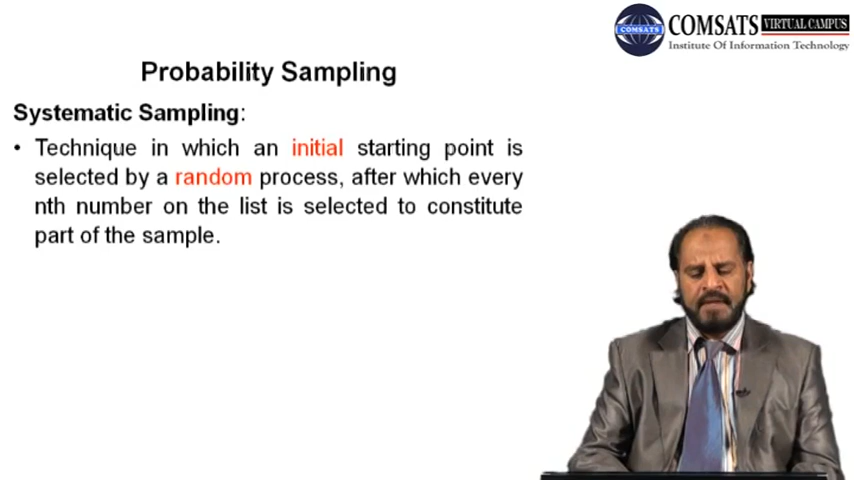 COMSATS
COMSATS VIRTUAL CAMPUS
Institute Of Information Technology
Probability Sampling
Systematic Sampling:
• Technique in which an initial starting point is
selected by a random process, after which every
nth number on the list is selected to constitute
part of the sample.